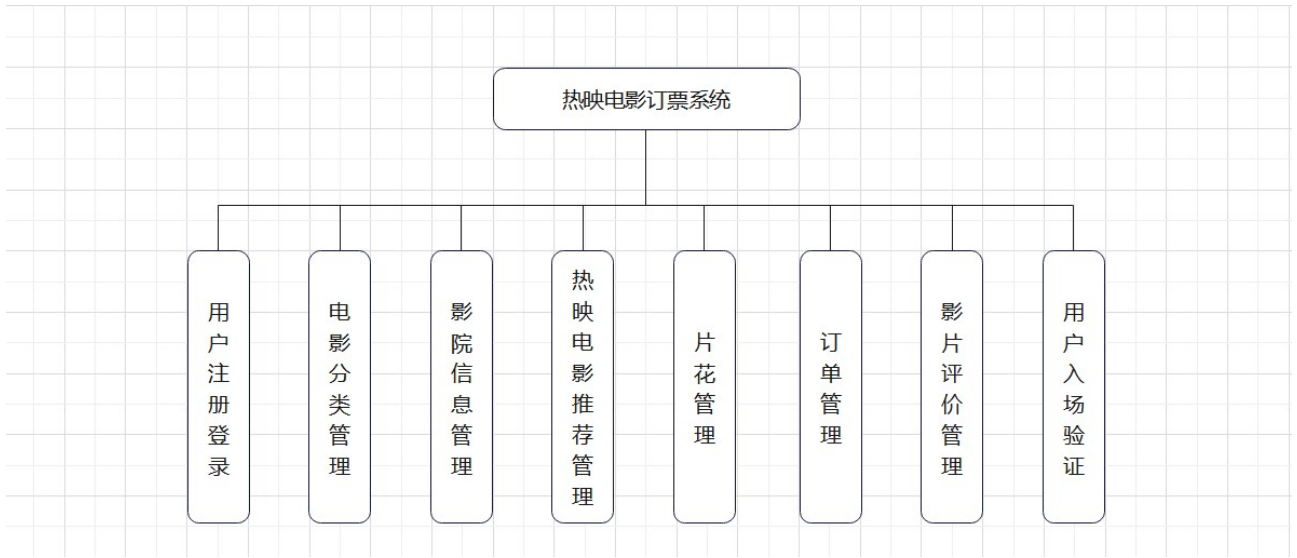 热映电影订票系统
用户注册登录
电影分类管理
影院信息管理
热映电影推荐管理
片花管理
订单管理
影片评价管理
用户入场验证